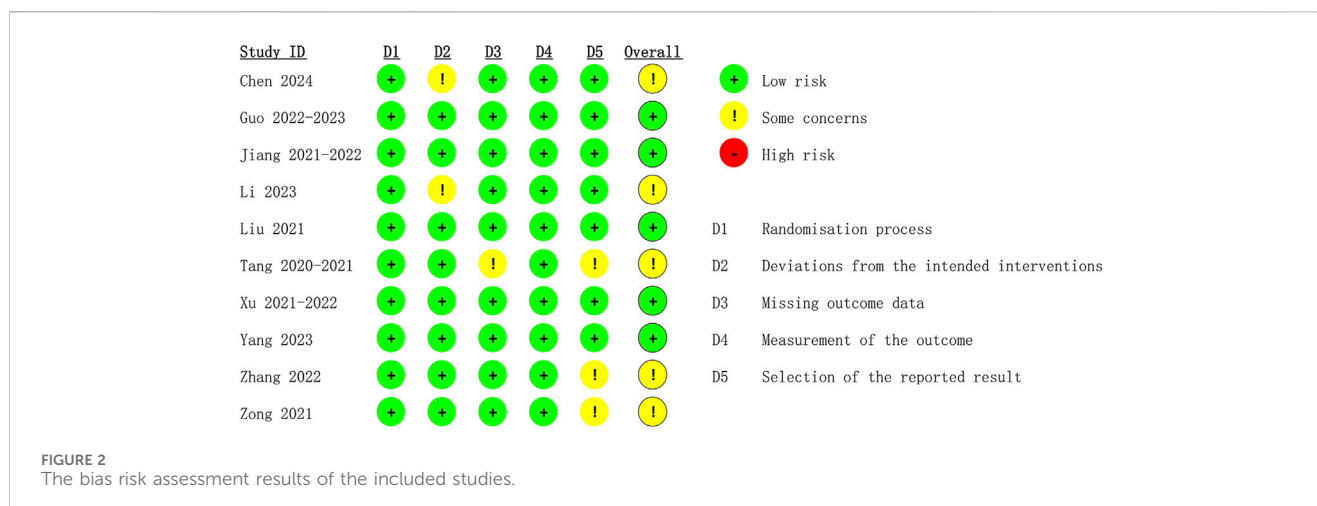 Study ID D1 D2 D3 D4 D5 Overall
Chen 2024 + ! + + + !
Guo 2022-2023 + + + + + +
Jiang 2021-2022 + + + + + +
Li 2023 + ! + + + !
Liu 2021 + + + + + +
Tang 2020-2021 + + ! + ! !
Xu 2021-2022 + + + + + +
Yang 2023 + + + + + +
Zhang 2022 + + + + ! !
Zong 2021 + + + + ! !
+ Low risk
! Some concerns
- High risk
D1 Randomisation process
D2 Deviations from the intended interventions
D3 Missing outcome data
D4 Measurement of the outcome
D5 Selection of the reported result
FIGURE 2
The bias risk assessment results of the included studies.